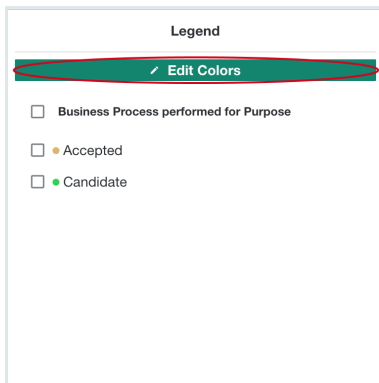 Legend
Edit Colors
Business Process performed for Purpose
Accepted
Candidate